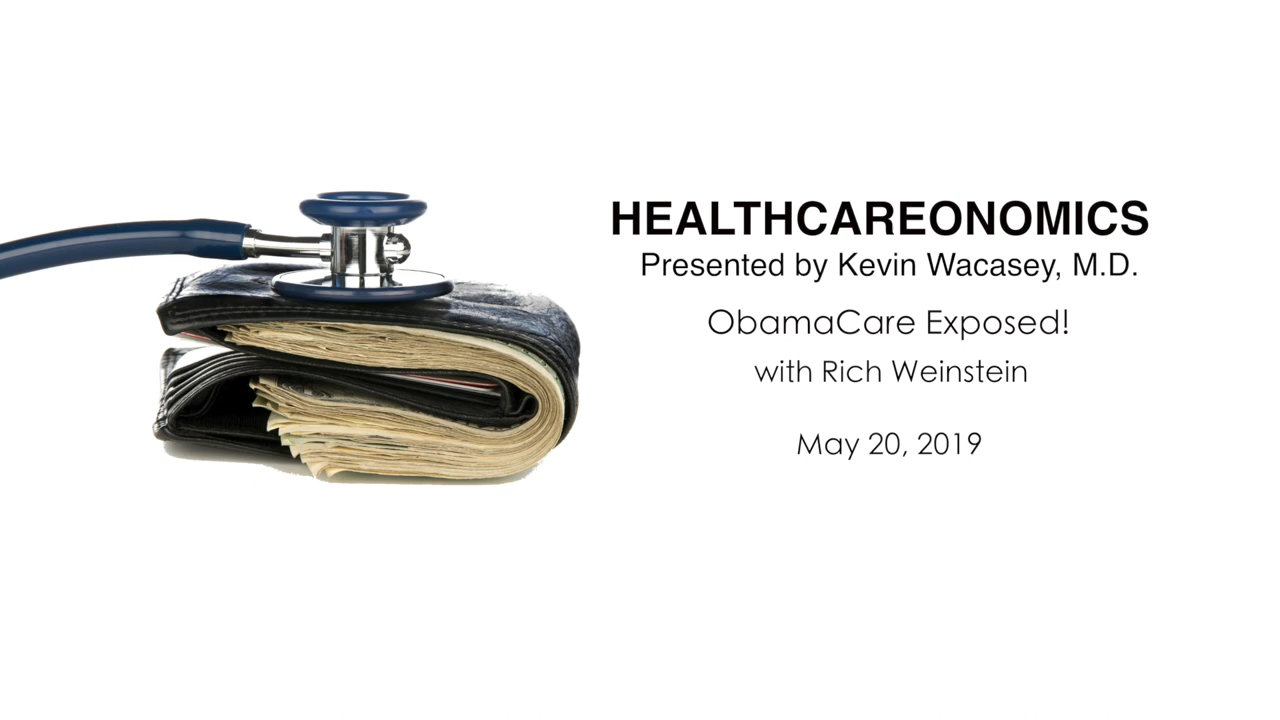 HEALTHCAREONOMICS
Presented by Kevin Wacasey, M.D.
ObamaCare Exposed!
with Rich Weinstein
May 20, 2019